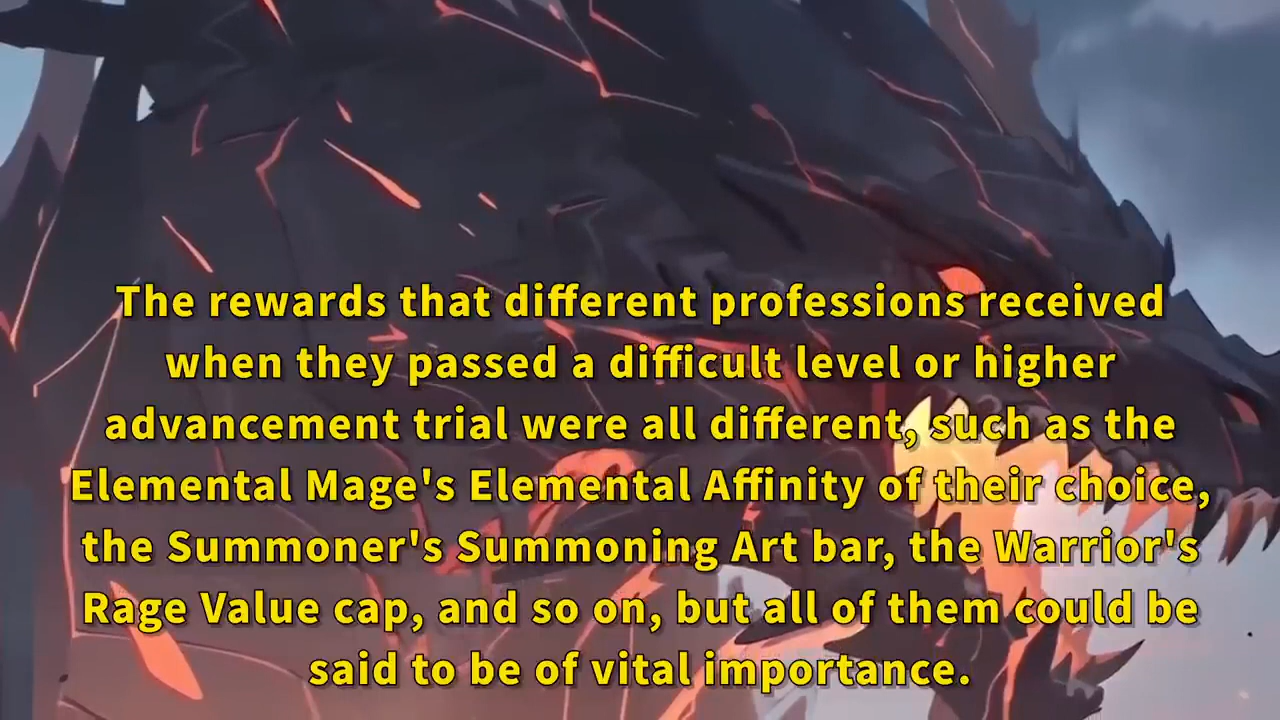 The rewards that different professions received
when they passed a difficult level or higher
advancement trial were all different, such as the
Elemental Mage's Elemental Affinity of their choice,
the Summoner's Summoning Art bar, the Warrior's
Rage Value cap, and so on, but all of them could be
said to be of vital importance.